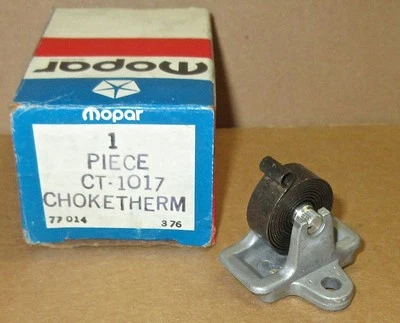 mopar
mopar
1
PIECE
CT-1017
CHOKETHERM
77 014 3 76